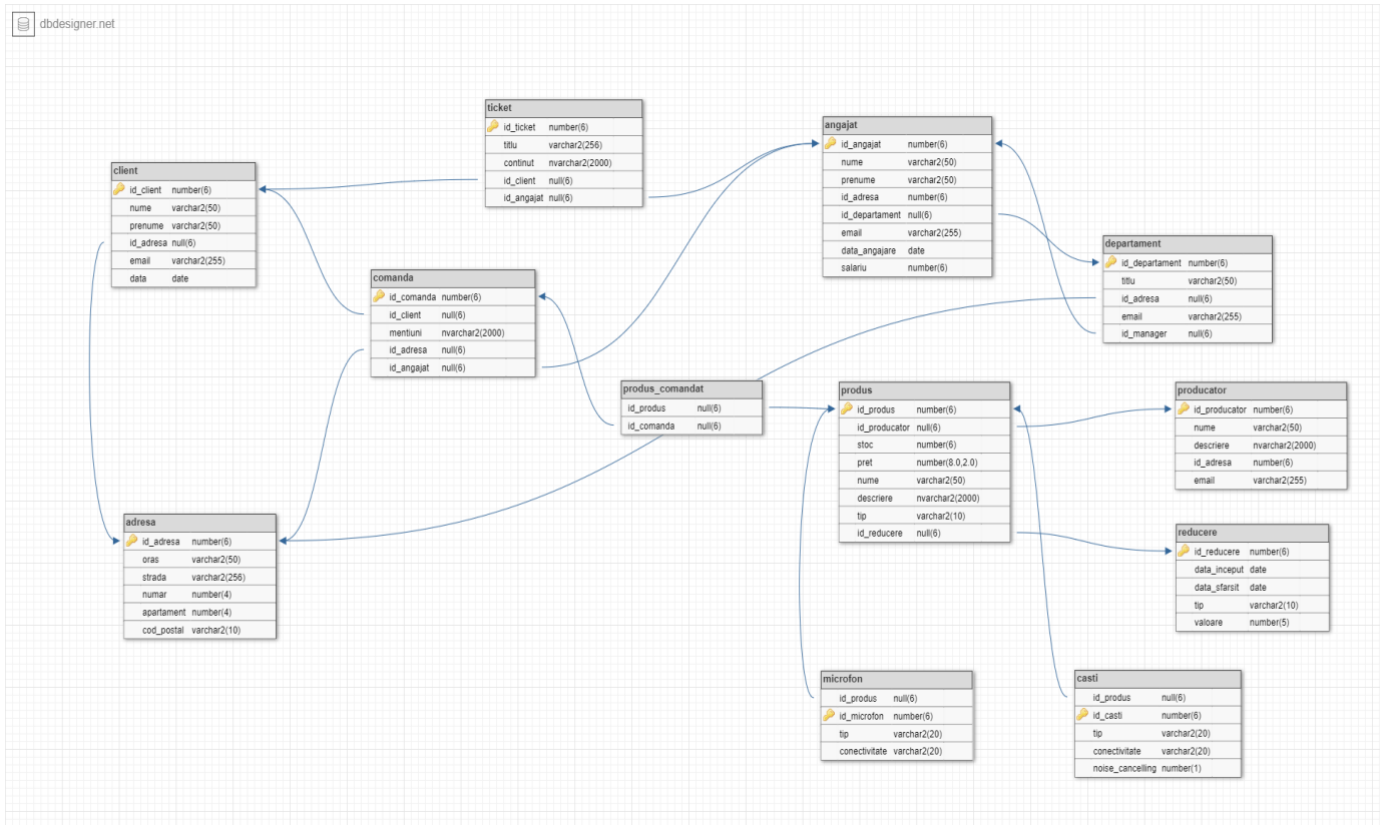 dbdesigner.net
ticket
id_ticket number(6)
titlu varchar2(256)
continut nvarchar2(2000)
id_client null(6)
id_angajat null(6)
angajat
id_angajat number(6)
nume varchar2(50)
prenume varchar2(50)
id_adresa number(6)
id_departament null(6)
email varchar2(255)
data_angajare date
salariu number(6)
client
id_client number(6)
nume varchar2(50)
prenume varchar2(50)
id_adresa null(6)
email varchar2(255)
data date
departament
id_departament number(6)
titlu varchar2(50)
id_adresa null(6)
email varchar2(255)
id_manager null(6)
comanda
id_comanda number(6)
id_client null(6)
mentiuni nvarchar2(2000)
id_adresa null(6)
id_angajat null(6)
produs_comandat
id_produs null(6)
id_comanda null(6)
produs
id_produs number(6)
id_producator null(6)
stoc number(6)
pret number(8.0,2.0)
nume varchar2(50)
descriere nvarchar2(2000)
tip varchar2(10)
id_reducere null(6)
producator
id_producator number(6)
nume varchar2(50)
descriere nvarchar2(2000)
id_adresa number(6)
email varchar2(255)
adresa
id_adresa number(6)
oras varchar2(50)
strada varchar2(256)
numar number(4)
apartament number(4)
cod_postal varchar2(10)
reducere
id_reducere number(6)
data_inceput date
data_sfarsit date
tip varchar2(10)
valoare number(5)
microfon
id_produs null(6)
id_microfon number(6)
tip varchar2(20)
conectivitate varchar2(20)
casti
id_produs null(6)
id_casti number(6)
tip varchar2(20)
conectivitate varchar2(20)
noise_cancelling number(1)